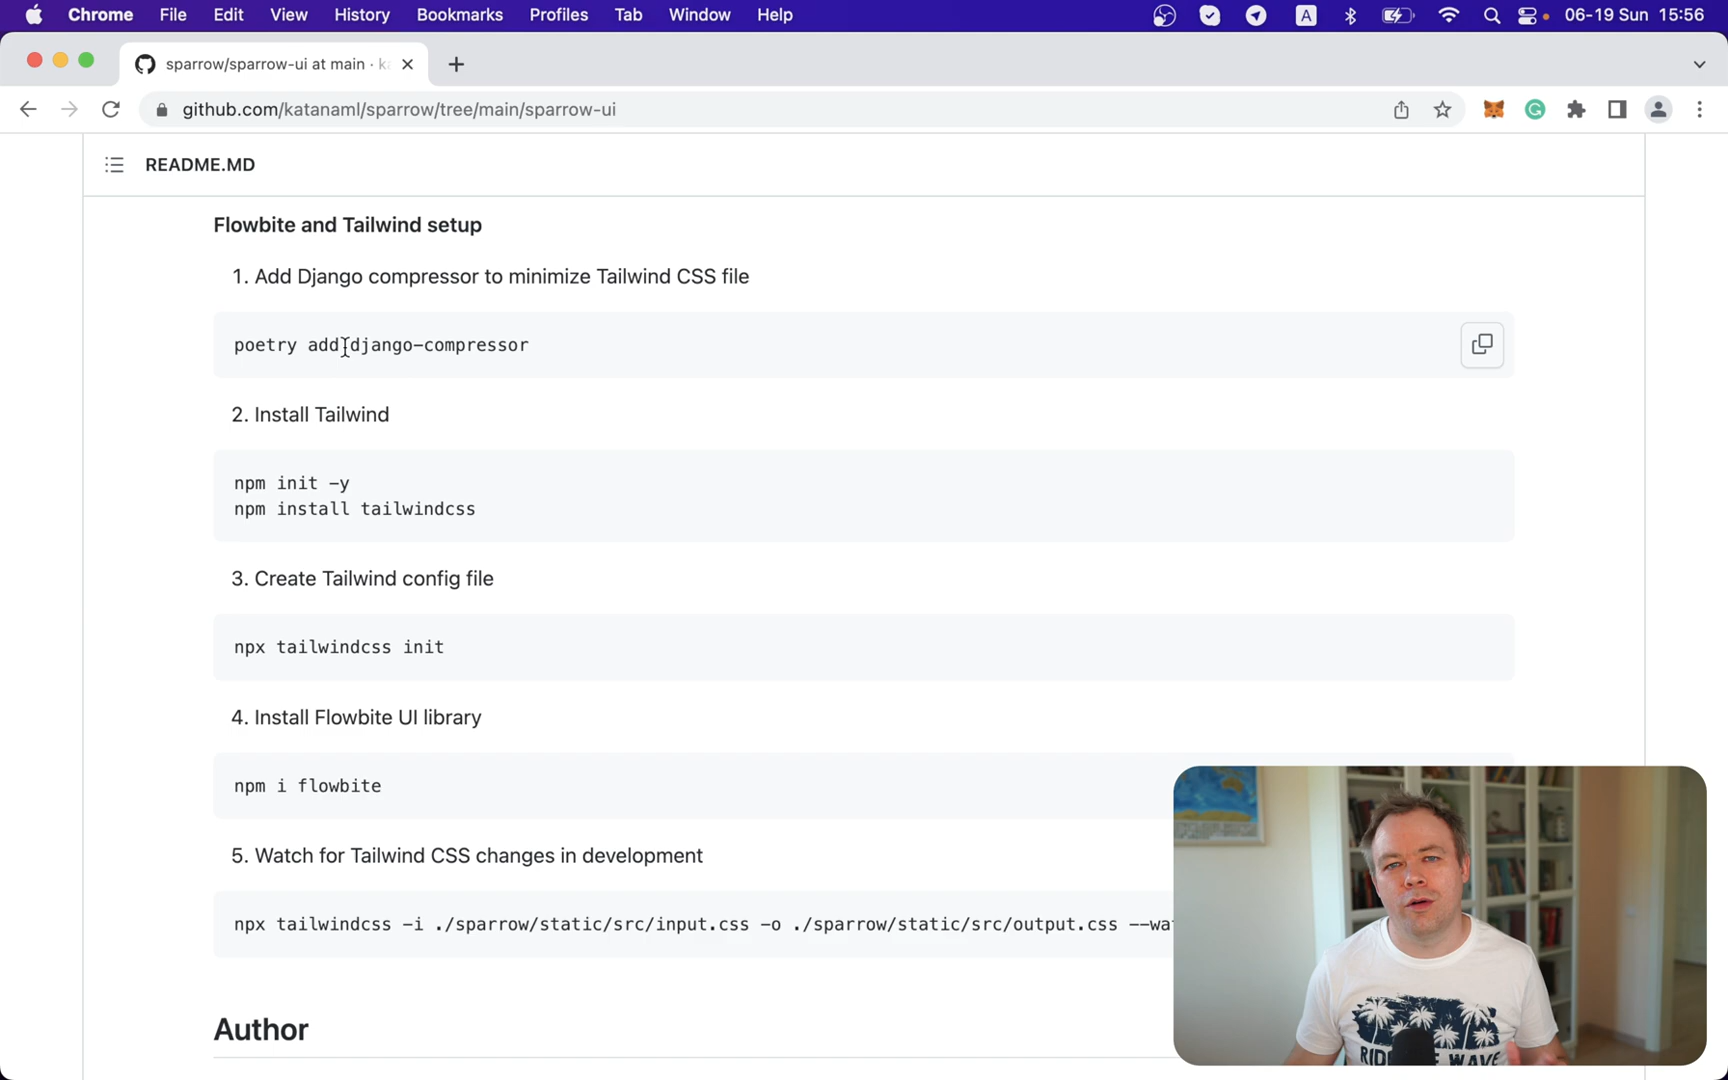 Chrome File Edit View History Bookmarks Profiles Tab Window Help A 06-19 Sun 15:56
sparrow/sparrow-ui at main · ka
github.com/katanaml/sparrow/tree/main/sparrow-ui
README.MD
Flowbite and Tailwind setup
1. Add Django compressor to minimize Tailwind CSS file
poetry add django-compressor
2. Install Tailwind
npm init -y
npm install tailwindcss
3. Create Tailwind config file
npx tailwindcss init
4. Install Flowbite UI library
npm i flowbite
5. Watch for Tailwind CSS changes in development
npx tailwindcss -i ./sparrow/static/src/input.css -o ./sparrow/static/src/output.css --wa
Author
WAVE